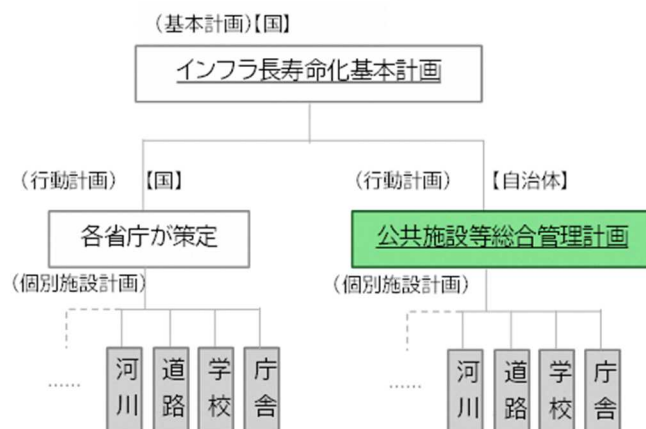 (基本計画)【国】
インフラ長寿命化基本計画
(行動計画) 【国】
(行動計画) 【自治体】
各省庁が策定
公共施設等総合管理計画
(個別施設計画)
(個別施設計画)
……
河川
道路
学校
庁舎
……
河川
道路
学校
庁舎